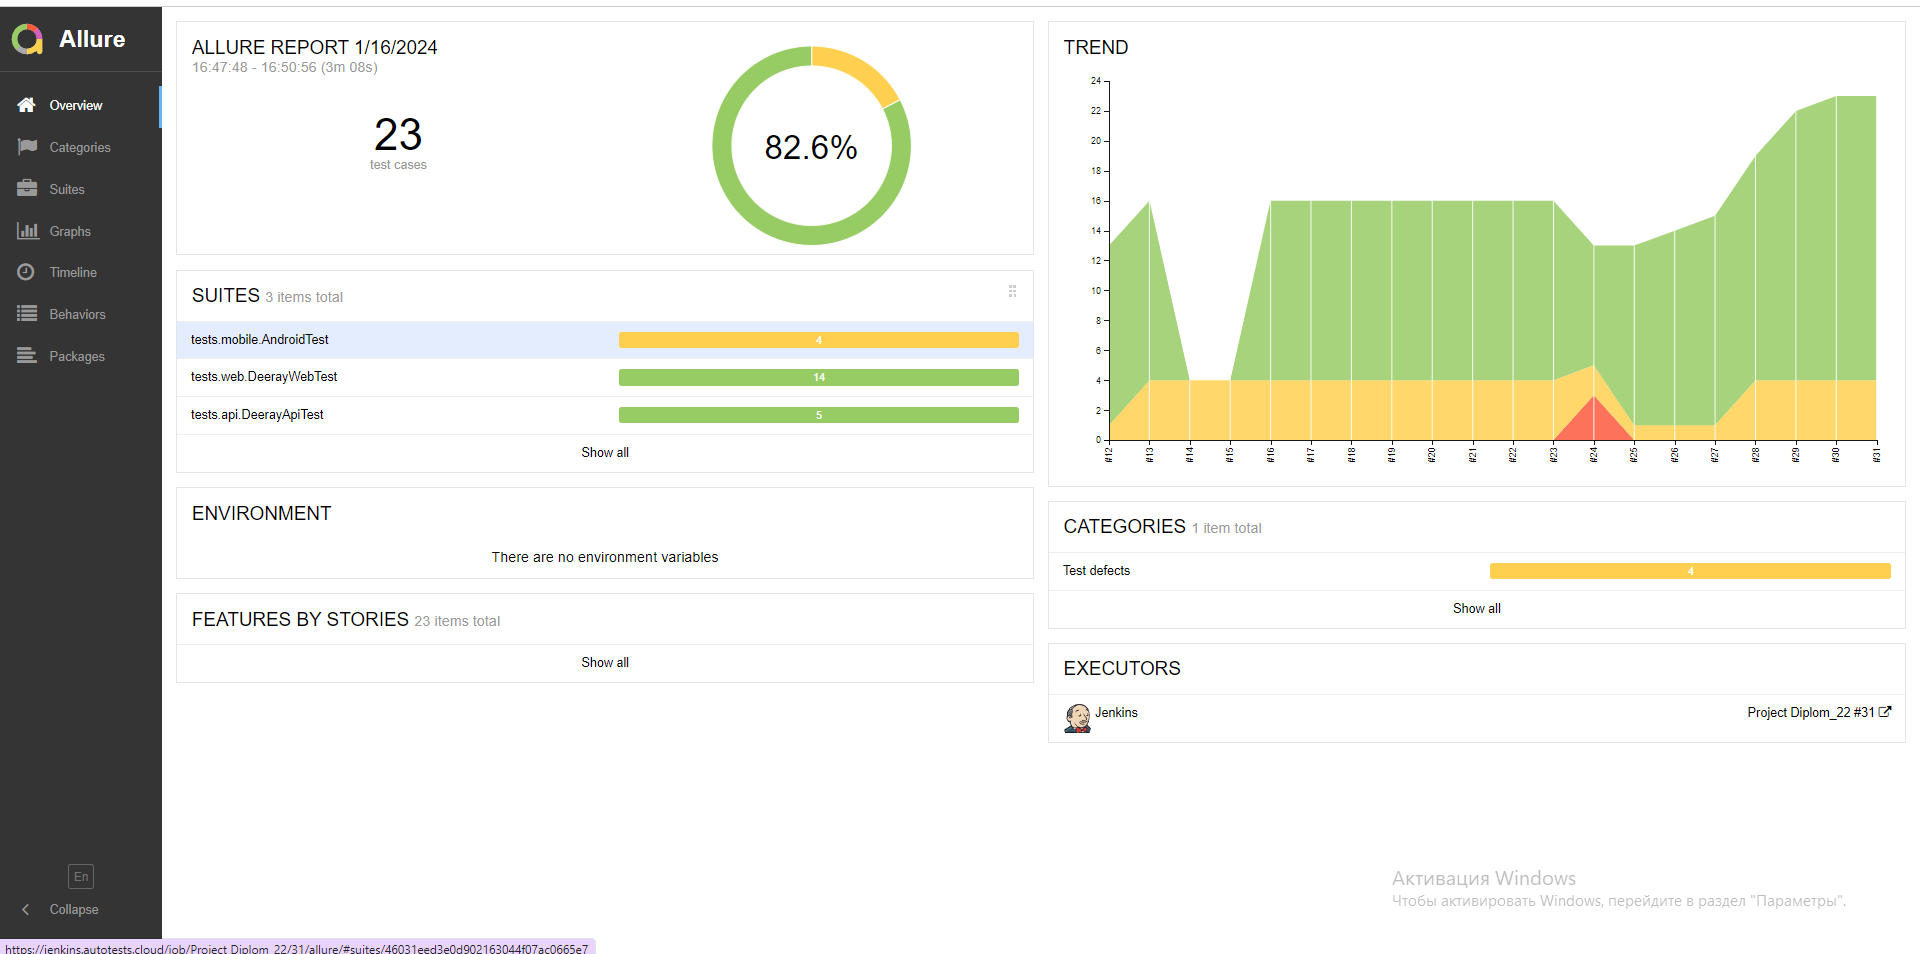 Allure
Overview
Categories
Suites
Graphs
Timeline
Behaviors
Packages
En
Collapse
ALLURE REPORT 1/16/2024
16:47:48 - 16:50:56 (3m 08s)
23
test cases
82.6%
SUITES 3 items total
tests.mobile.AndroidTest 4
tests.web.DeerayWebTest 14
tests.api.DeerayApiTest 5
Show all
ENVIRONMENT
There are no environment variables
FEATURES BY STORIES 23 items total
Show all
TREND
24
22
20
18
16
14
12
10
8
6
4
2
0
#12 #13 #14 #15 #16 #17 #18 #19 #20 #21 #22 #23 #24 #25 #26 #27 #28 #29 #30 #31
CATEGORIES 1 item total
Test defects 4
Show all
EXECUTORS
Jenkins Project Diplom_22 #31
Активация Windows
Чтобы активировать Windows, перейдите в раздел "Параметры".
https://jenkins.autotests.cloud/job/Project_Diplom_22/31/allure/#suites/46031eed3e0d902163044f07ac0665e7